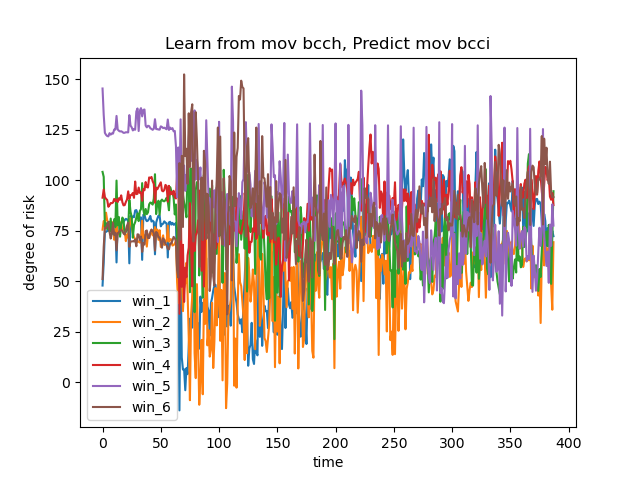 Learn from mov bcch, Predict mov bcci
degree of risk
150
125
100
75
50
25
0
win_1
win_2
win_3
win_4
win_5
win_6
0 50 100 150 200 250 300 350 400
time